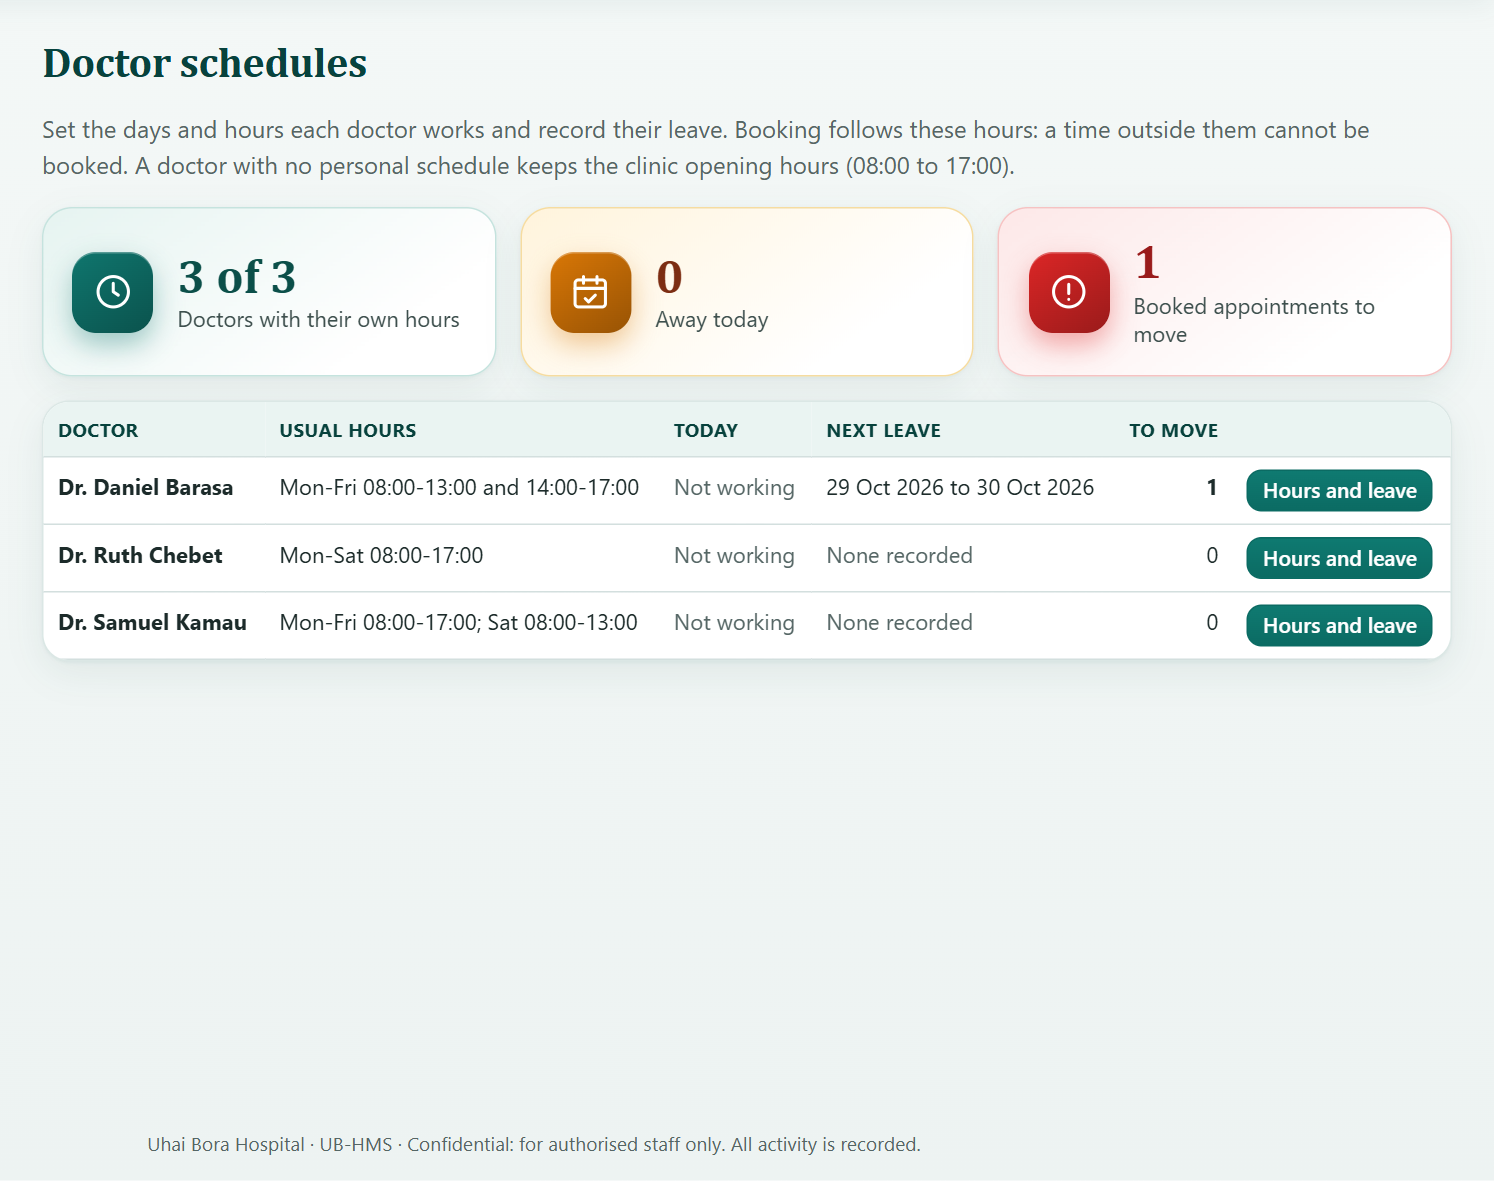 Doctor schedules
Set the days and hours each doctor works and record their leave. Booking follows these hours: a time outside them cannot be
booked. A doctor with no personal schedule keeps the clinic opening hours (08:00 to 17:00).
3 of 3
Doctors with their own hours
0
Away today
1
Booked appointments to
move
DOCTOR USUAL HOURS TODAY NEXT LEAVE TO MOVE
Dr. Daniel Barasa Mon-Fri 08:00-13:00 and 14:00-17:00 Not working 29 Oct 2026 to 30 Oct 2026 1 Hours and leave
Dr. Ruth Chebet Mon-Sat 08:00-17:00 Not working None recorded 0 Hours and leave
Dr. Samuel Kamau Mon-Fri 08:00-17:00; Sat 08:00-13:00 Not working None recorded 0 Hours and leave
Uhai Bora Hospital · UB-HMS · Confidential: for authorised staff only. All activity is recorded.